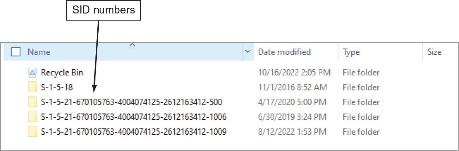 SID numbers
Name Date modified Type Size
Recycle Bin 10/16/2022 2:05 PM File folder
S-1-5-18 11/1/2016 8:52 AM File folder
S-1-5-21-670105763-4004074125-2612163412-500 4/17/2020 5:00 PM File folder
S-1-5-21-670105763-4004074125-2612163412-1006 6/30/2019 3:24 PM File folder
S-1-5-21-670105763-4004074125-2612163412-1009 8/12/2022 1:53 PM File folder